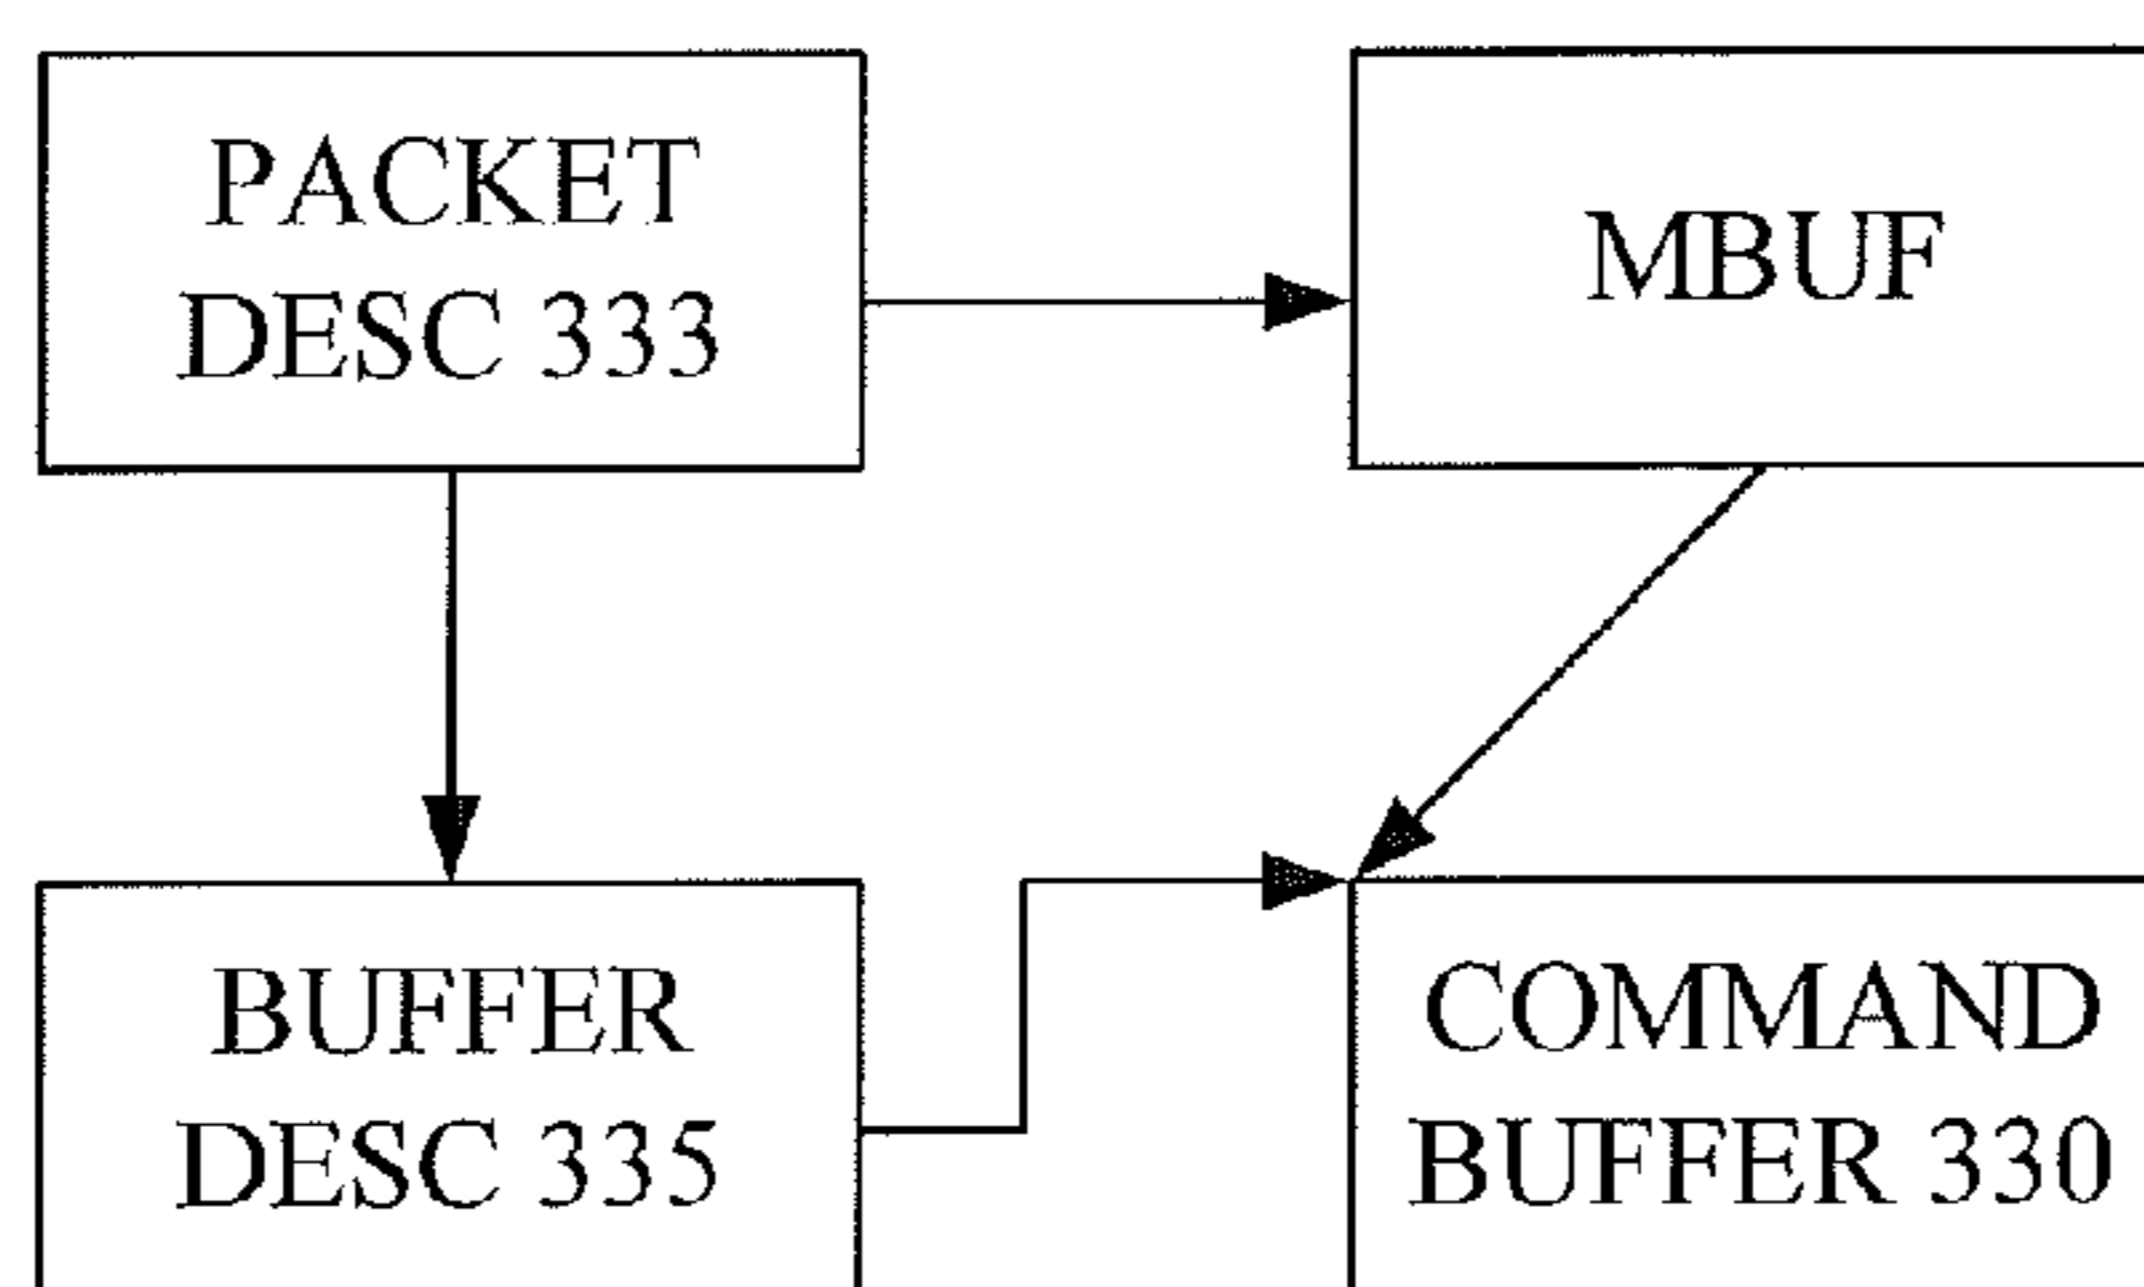 PACKET
DESC 333
MBUF
BUFFER
DESC 335
COMMAND
BUFFER 330